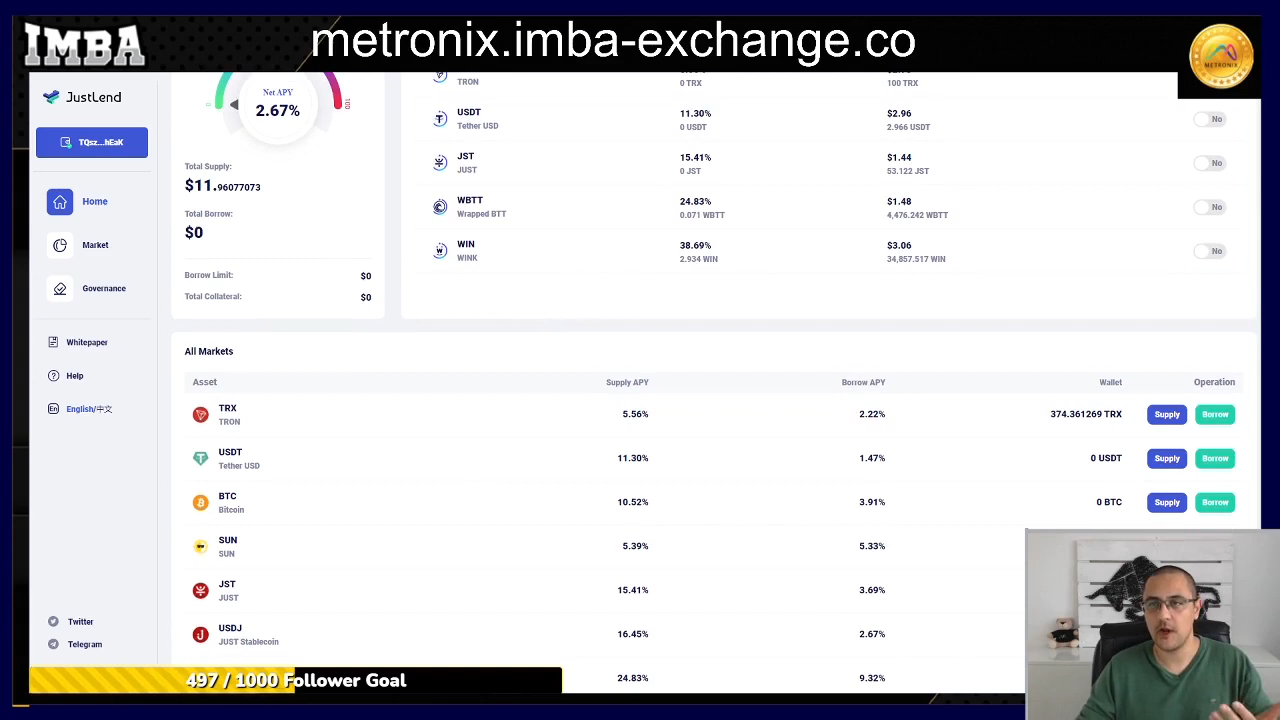 IMBA
metronix.imba-exchange.co
METRONIX
JustLend
TQsz...hEaK
Home
Market
Governance
Whitepaper
Help
En English/中文
Twitter
Telegram
0
100
Net APY
2.67%
Total Supply:
$11.96077073
Total Borrow:
$0
Borrow Limit: $0
Total Collateral: $0
TRON 0 TRX 100 TRX
USDT 11.30% $2.96 No
Tether USD 0 USDT 2.966 USDT
JST 15.41% $1.44 No
JUST 0 JST 53.122 JST
WBTT 24.83% $1.48 No
Wrapped BTT 0.071 WBTT 4,476.242 WBTT
WIN 38.69% $3.06 No
WINK 2.934 WIN 34,857.517 WIN
All Markets
Asset Supply APY Borrow APY Wallet Operation
TRX
TRON 5.56% 2.22% 374.361269 TRX Supply Borrow
USDT
Tether USD 11.30% 1.47% 0 USDT Supply Borrow
BTC
Bitcoin 10.52% 3.91% 0 BTC Supply Borrow
SUN
SUN 5.39% 5.33%
JST
JUST 15.41% 3.69%
USDJ
JUST Stablecoin 16.45% 2.67%
24.83% 9.32%
497 / 1000 Follower Goal